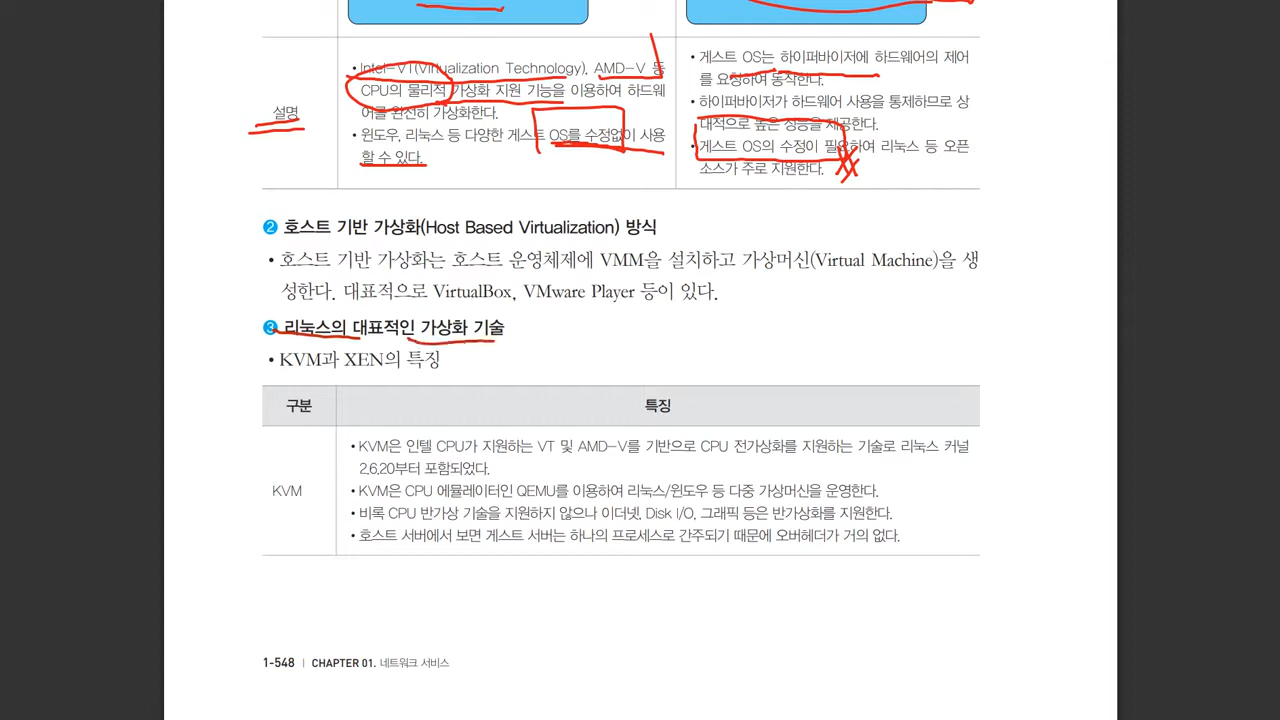 • Intel-VT(Virtualization Technology), AMD-V 등
CPU의 물리적 가상화 지원 기능을 이용하여 하드웨
어를 완전히 가상화한다.
• 윈도우, 리눅스 등 다양한 게스트 OS를 수정없이 사용
할 수 있다.
• 게스트 OS는 하이퍼바이저에 하드웨어의 제어
를 요청하여 동작한다.
• 하이퍼바이저가 하드웨어 사용을 통제하므로 상
대적으로 높은 성능을 제공한다.
• 게스트 OS의 수정이 필요하여 리눅스 등 오픈
소스가 주로 지원한다.
설명
2 호스트 기반 가상화(Host Based Virtualization) 방식
• 호스트 기반 가상화는 호스트 운영체제에 VMM을 설치하고 가상머신(Virtual Machine)을 생
성한다. 대표적으로 VirtualBox, VMware Player 등이 있다.
3 리눅스의 대표적인 가상화 기술
• KVM과 XEN의 특징
구분 특징
KVM
• KVM은 인텔 CPU가 지원하는 VT 및 AMD-V를 기반으로 CPU 전가상화를 지원하는 기술로 리눅스 커널
2.6.20부터 포함되었다.
• KVM은 CPU 에뮬레이터인 QEMU를 이용하여 리눅스/윈도우 등 다중 가상머신을 운영한다.
• 비록 CPU 반가상 기술을 지원하지 않으나 이더넷, Disk I/O, 그래픽 등은 반가상화를 지원한다.
• 호스트 서버에서 보면 게스트 서버는 하나의 프로세스로 간주되기 때문에 오버헤더가 거의 없다.
1-548 | CHAPTER 01. 네트워크 서비스